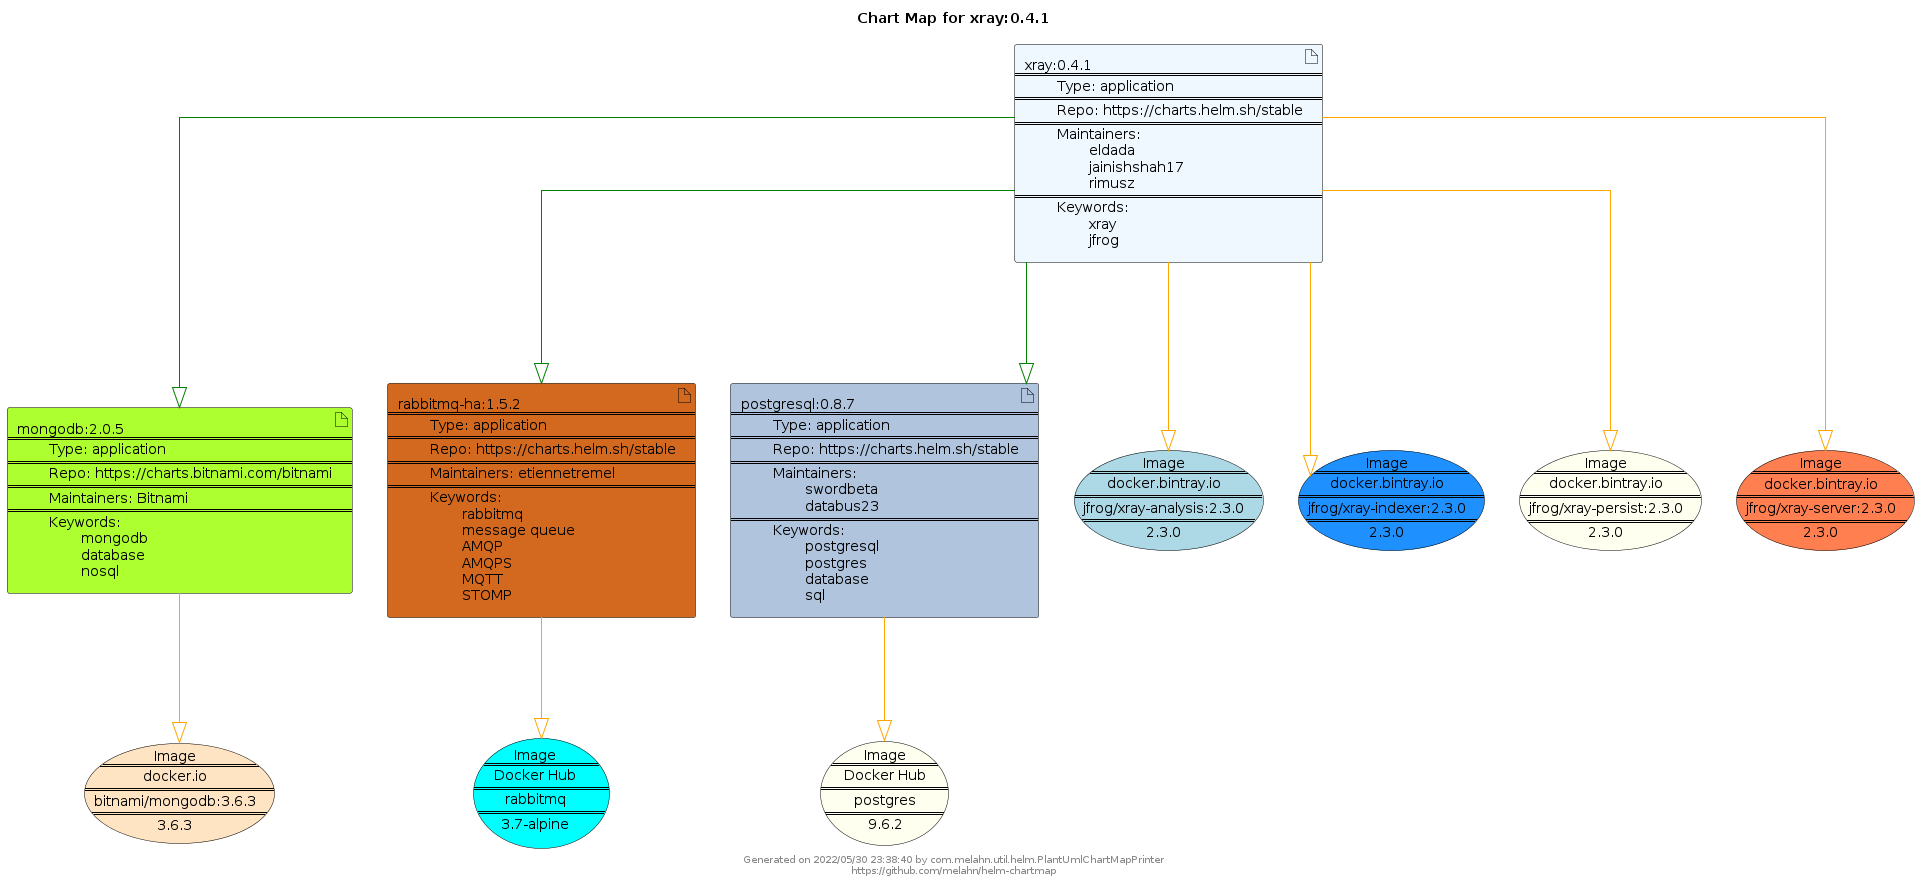 Chart Map for xray:0.4.1
xray:0.4.1
Type: application
Repo: https://charts.helm.sh/stable
Maintainers:
eldada
jainishshah17
rimusz
Keywords:
xray
jfrog
mongodb:2.0.5
Type: application
Repo: https://charts.bitnami.com/bitnami
Maintainers: Bitnami
Keywords:
mongodb
database
nosql
rabbitmq-ha:1.5.2
Type: application
Repo: https://charts.helm.sh/stable
Maintainers: etiennetremel
Keywords:
rabbitmq
message queue
AMQP
AMQPS
MQTT
STOMP
postgresql:0.8.7
Type: application
Repo: https://charts.helm.sh/stable
Maintainers:
swordbeta
databus23
Keywords:
postgresql
postgres
database
sql
Image
docker.bintray.io
jfrog/xray-analysis:2.3.0
2.3.0
Image
docker.bintray.io
jfrog/xray-indexer:2.3.0
2.3.0
Image
docker.bintray.io
jfrog/xray-persist:2.3.0
2.3.0
Image
docker.bintray.io
jfrog/xray-server:2.3.0
2.3.0
Image
docker.io
bitnami/mongodb:3.6.3
3.6.3
Image
Docker Hub
rabbitmq
3.7-alpine
Image
Docker Hub
postgres
9.6.2
Generated on 2022/05/30 23:38:40 by com.melahn.util.helm.PlantUmlChartMapPrinter
https://github.com/melahn/helm-chartmap